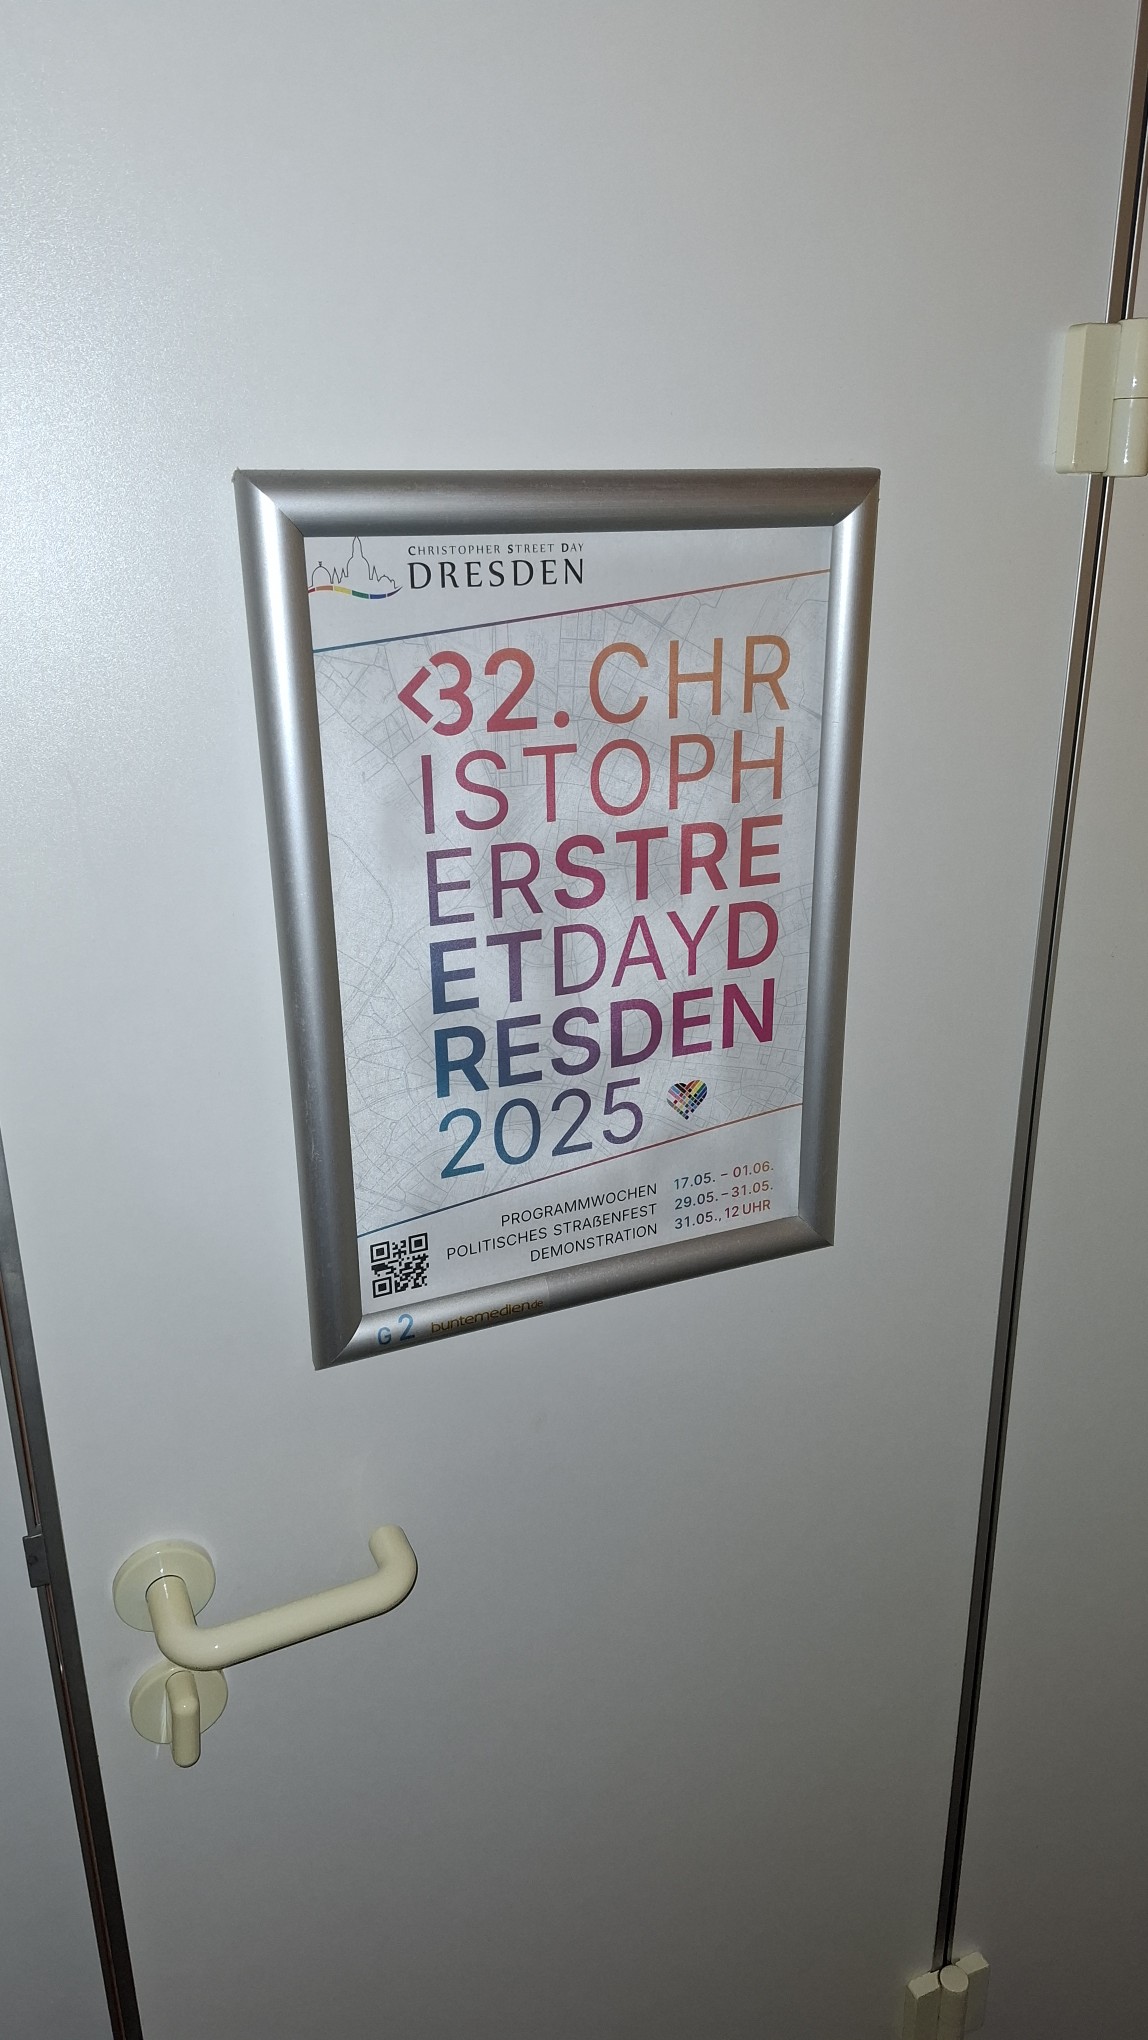 CHRISTOPHER STREET DAY
DRESDEN
<32. CHR
ISTOPH
ERSTRE
ETDAYD
RESDEN
2025
PROGRAMMWOCHEN 17.05. – 01.06.
POLITISCHES STRAßENFEST 29.05. – 31.05.
DEMONSTRATION 31.05., 12 UHR
G 2 buntemedien.de